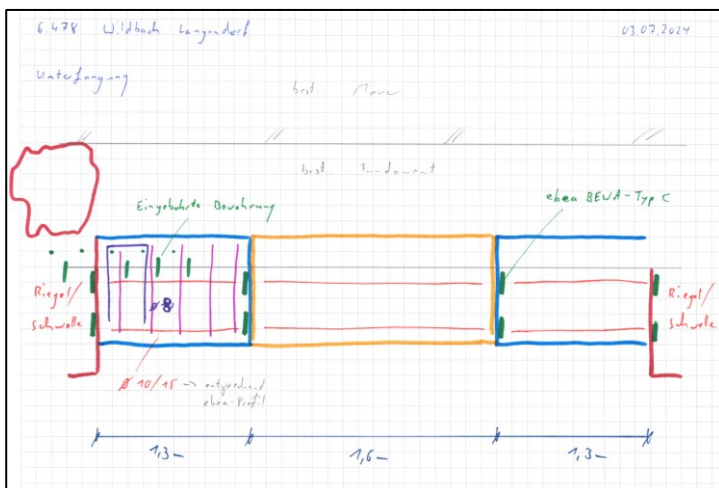 6.478 Wildbach Langendorf 03.07.2024
Unterfangung
best. Mauer
best. Fundament
Eingebohrte Bewehrung
ebea BEWA-Typ C
Riegel/
Schwelle
ø 8
Riegel/
Schwelle
ø 10/15 → entsprechend
ebea-Profil
1,3- 1,6- 1,3-